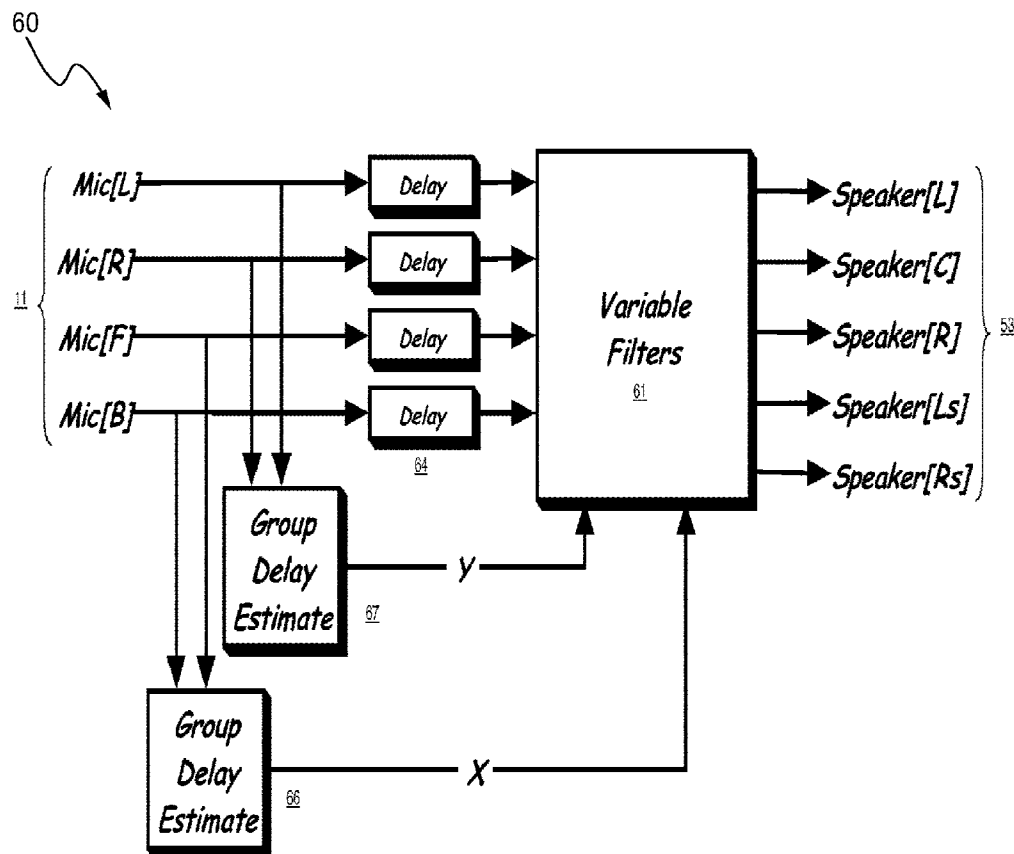 60
Mic[L]
Delay
Speaker[L]
Mic[R]
Delay
Speaker[C]
11
Variable
Filters
61
Mic[F]
Delay
Speaker[R]
53
Mic[B]
Delay
Speaker[Ls]
64
Speaker[Rs]
Group
Delay
Estimate
67
Y
Group
Delay
Estimate
66
X